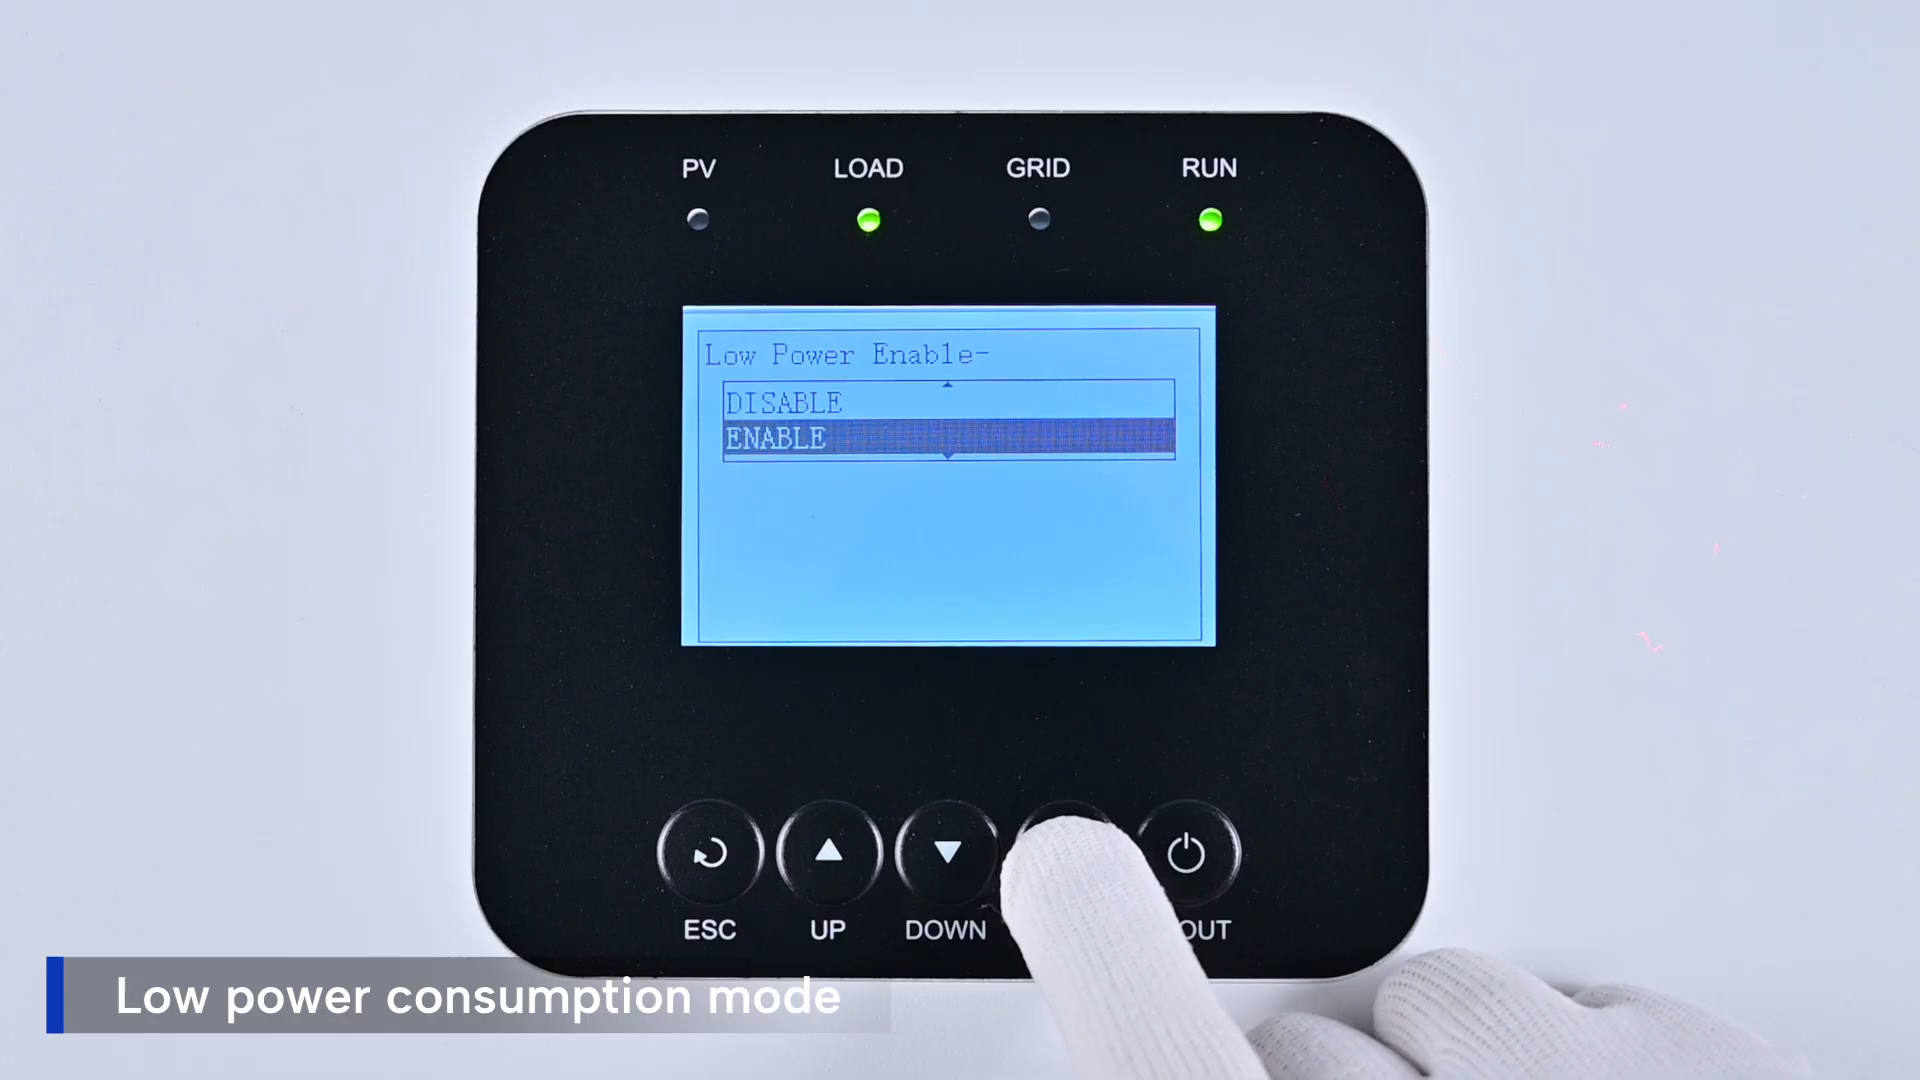 PV LOAD GRID RUN
Low Power Enable-
DISABLE
ENABLE
ESC UP DOWN OUT
Low power consumption mode